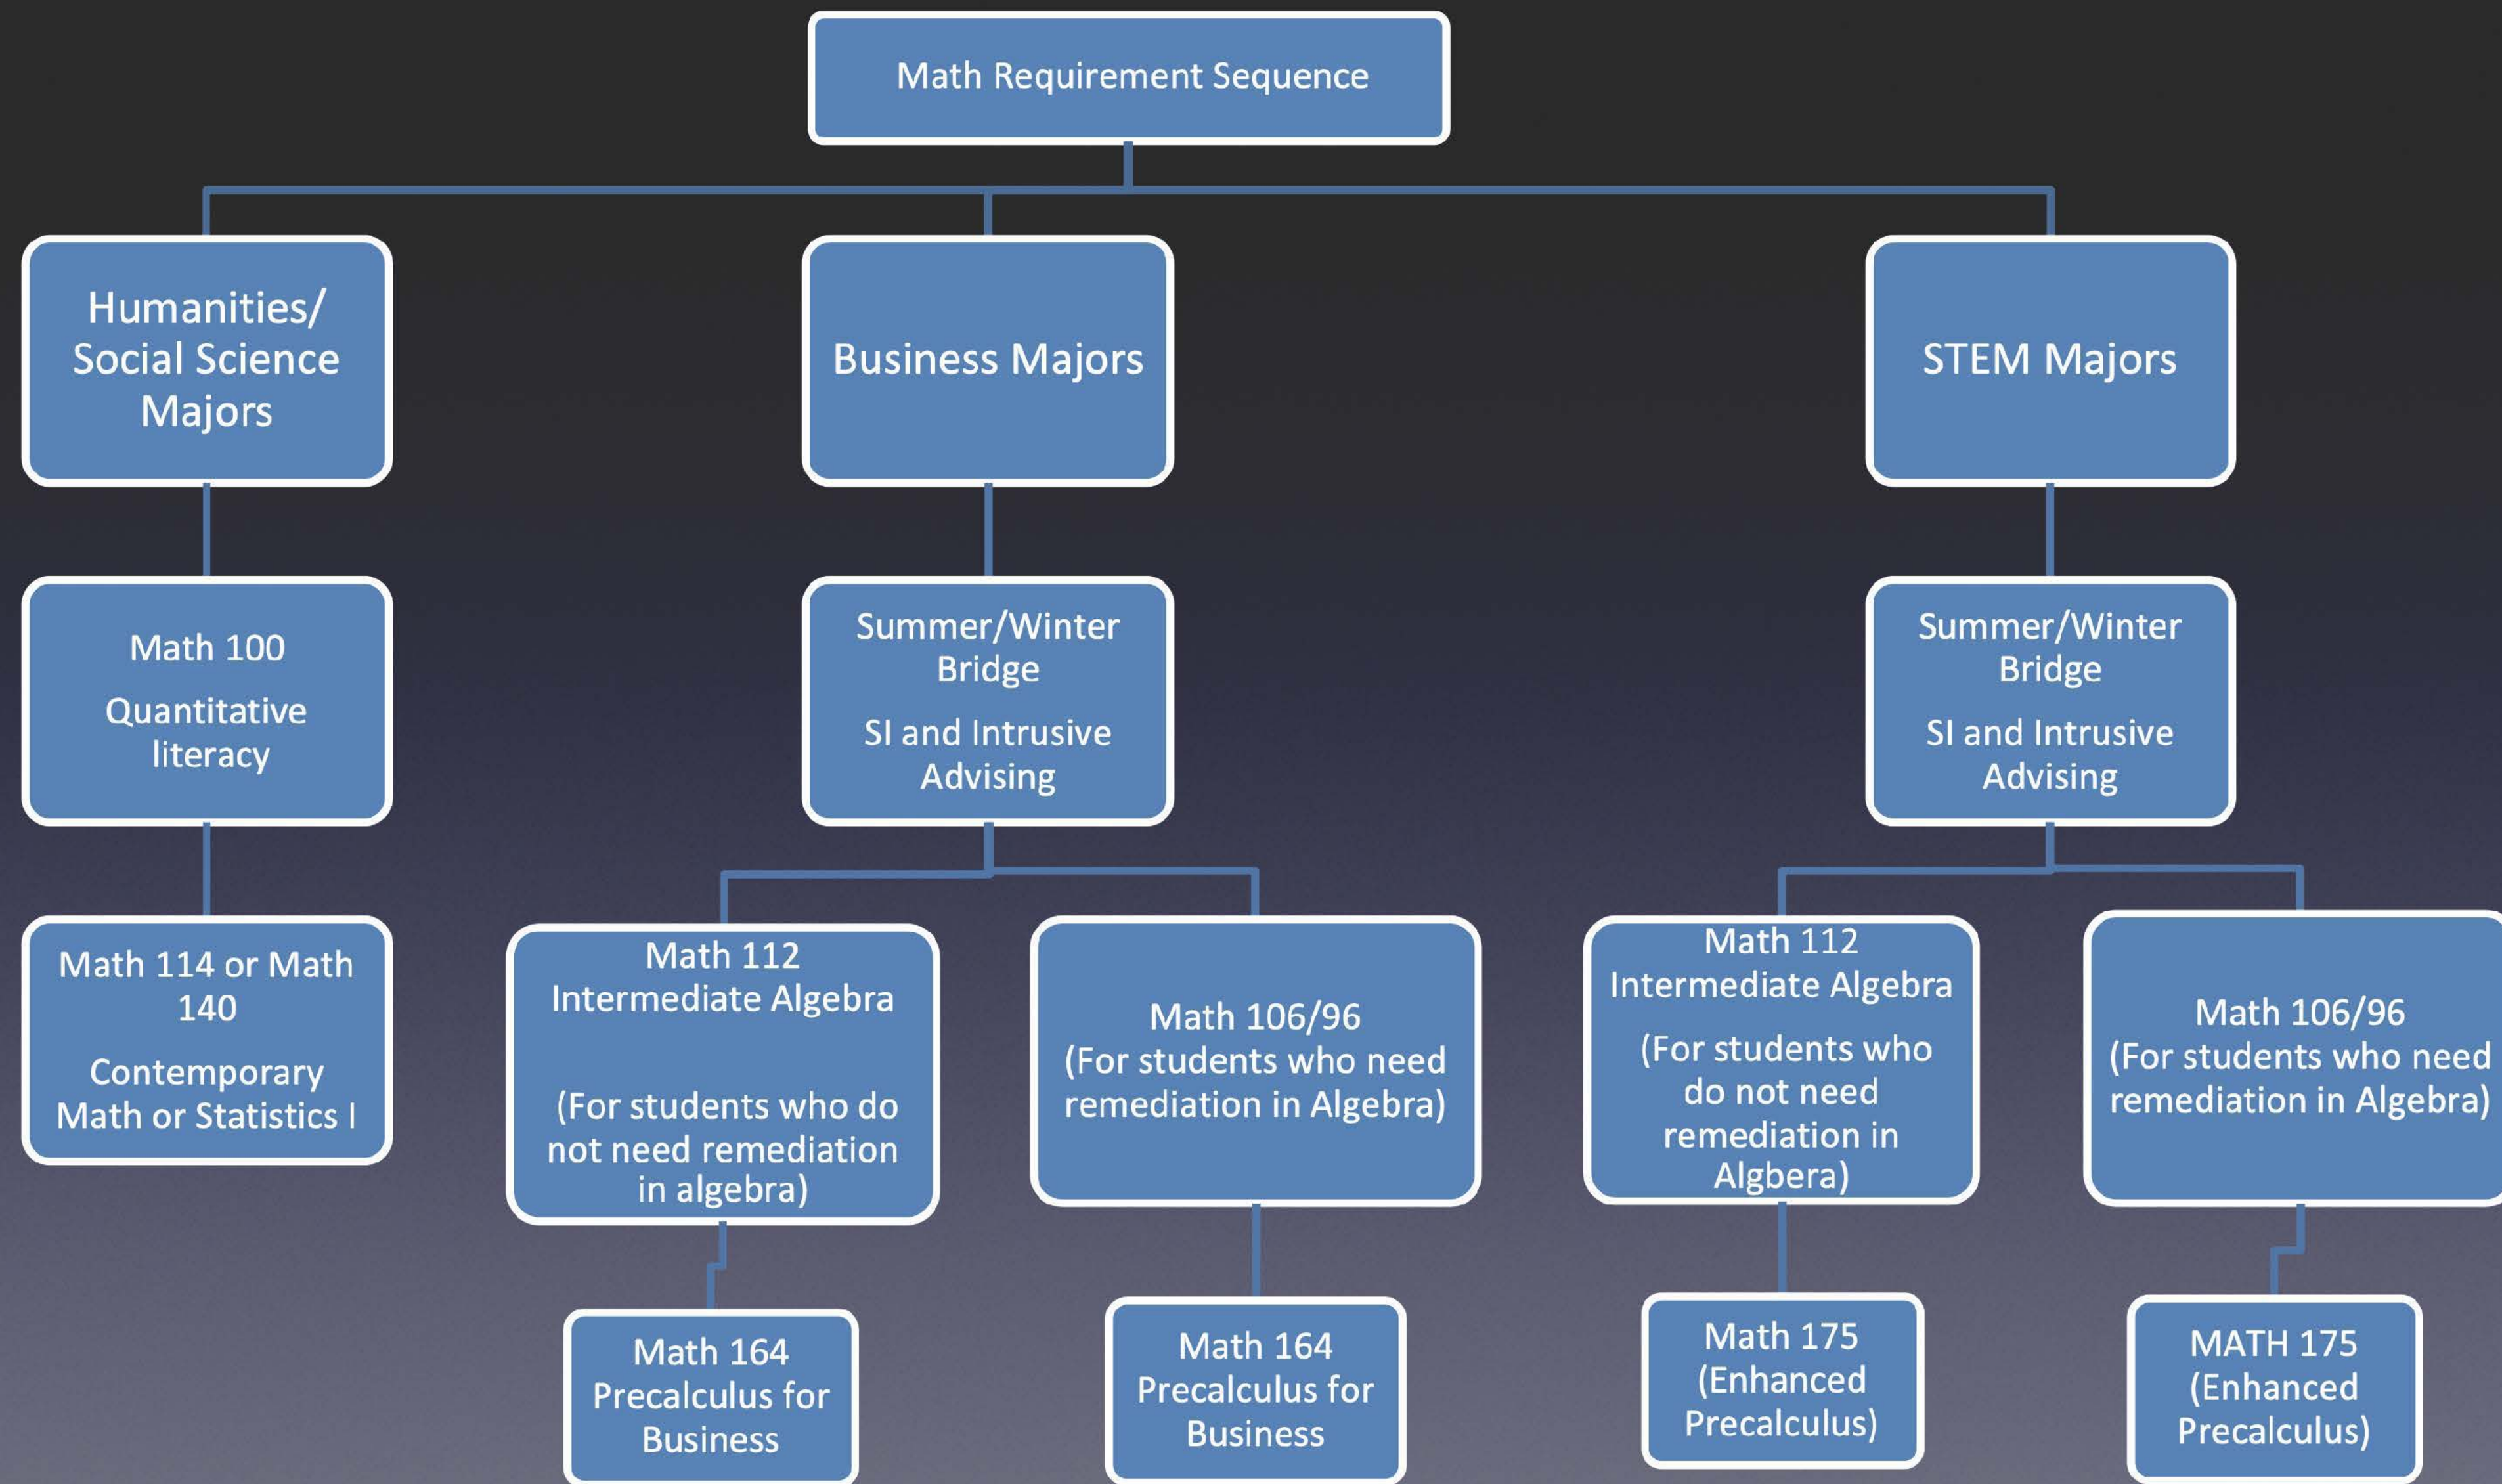 Math Requirement Sequence
Humanities/
Social Science
Majors
Business Majors
STEM Majors
Math 100
Quantitative
literacy
Summer/Winter
Bridge
SI and Intrusive
Advising
Summer/Winter
Bridge
SI and Intrusive
Advising
Math 114 or Math
140
Contemporary
Math or Statistics I
Math 112
Intermediate Algebra
(For students who do
not need remediation
in algebra)
Math 106/96
(For students who need
remediation in Algebra)
Math 112
Intermediate Algebra
(For students who
do not need
remediation in
Algbera)
Math 106/96
(For students who need
remediation in Algebra)
Math 164
Precalculus for
Business
Math 164
Precalculus for
Business
Math 175
(Enhanced
Precalculus)
MATH 175
(Enhanced
Precalculus)